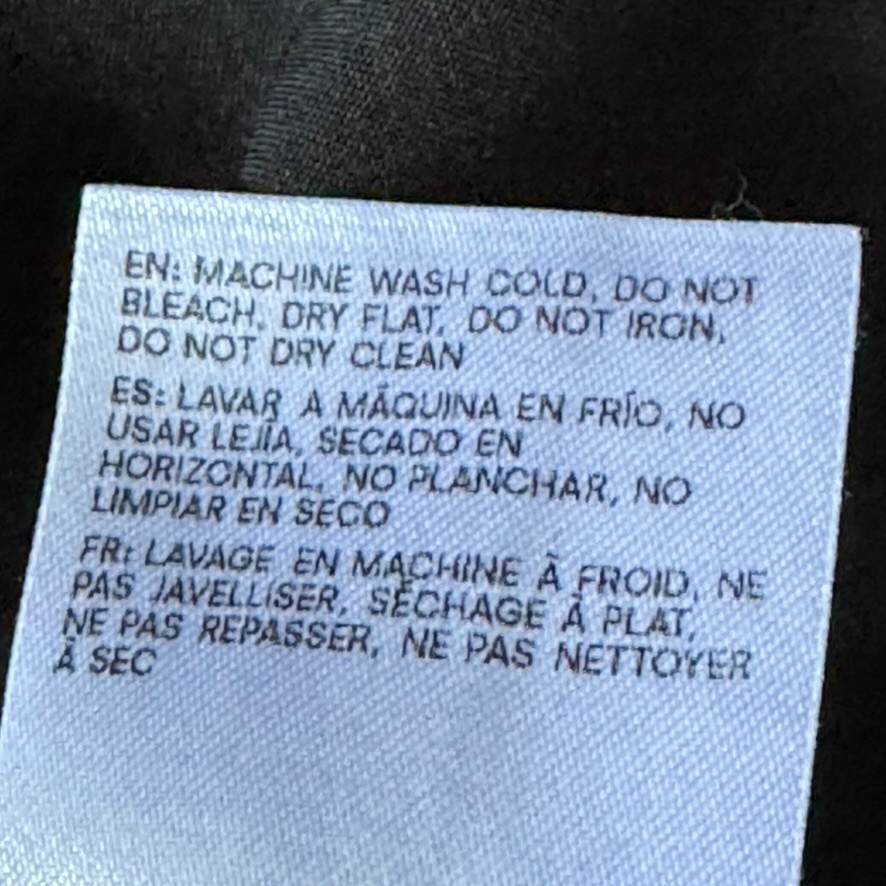 EN: MACHINE WASH COLD, DO NOT
BLEACH, DRY FLAT, DO NOT IRON,
DO NOT DRY CLEAN
ES: LAVAR A MÁQUINA EN FRÍO, NO
USAR LEJÍA, SECADO EN
HORIZONTAL, NO PLANCHAR, NO
LIMPIAR EN SECO
FR: LAVAGE EN MACHINE À FROID, NE
PAS JAVELLISER, SÉCHAGE À PLAT,
NE PAS REPASSER, NE PAS NETTOYER
À SEC